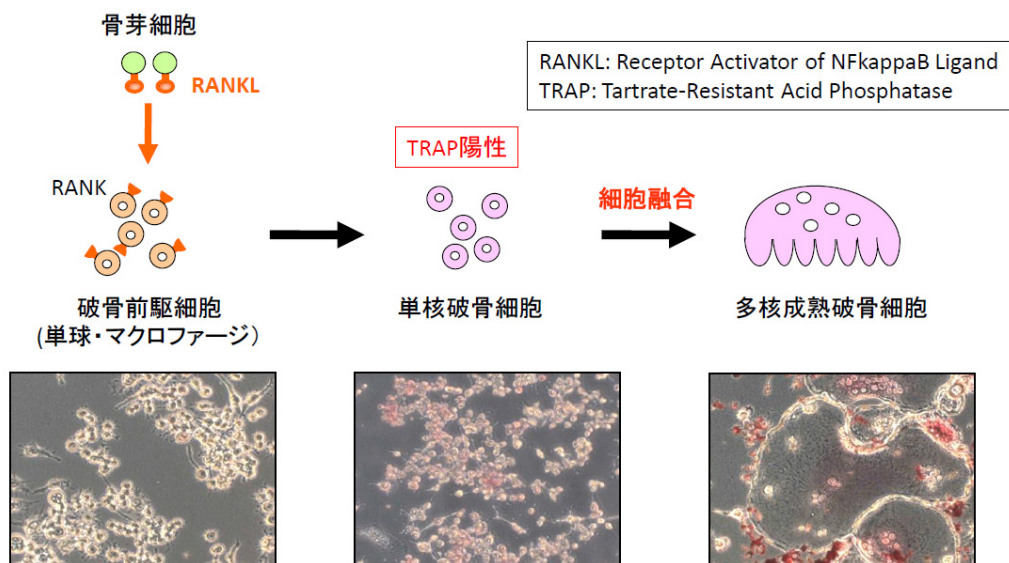 骨芽細胞
RANKL
RANKL: Receptor Activator of NFkappaB Ligand
TRAP: Tartrate-Resistant Acid Phosphatase
TRAP陽性
RANK
細胞融合
破骨前駆細胞
(単球・マクロファージ)
単核破骨細胞
多核成熟破骨細胞